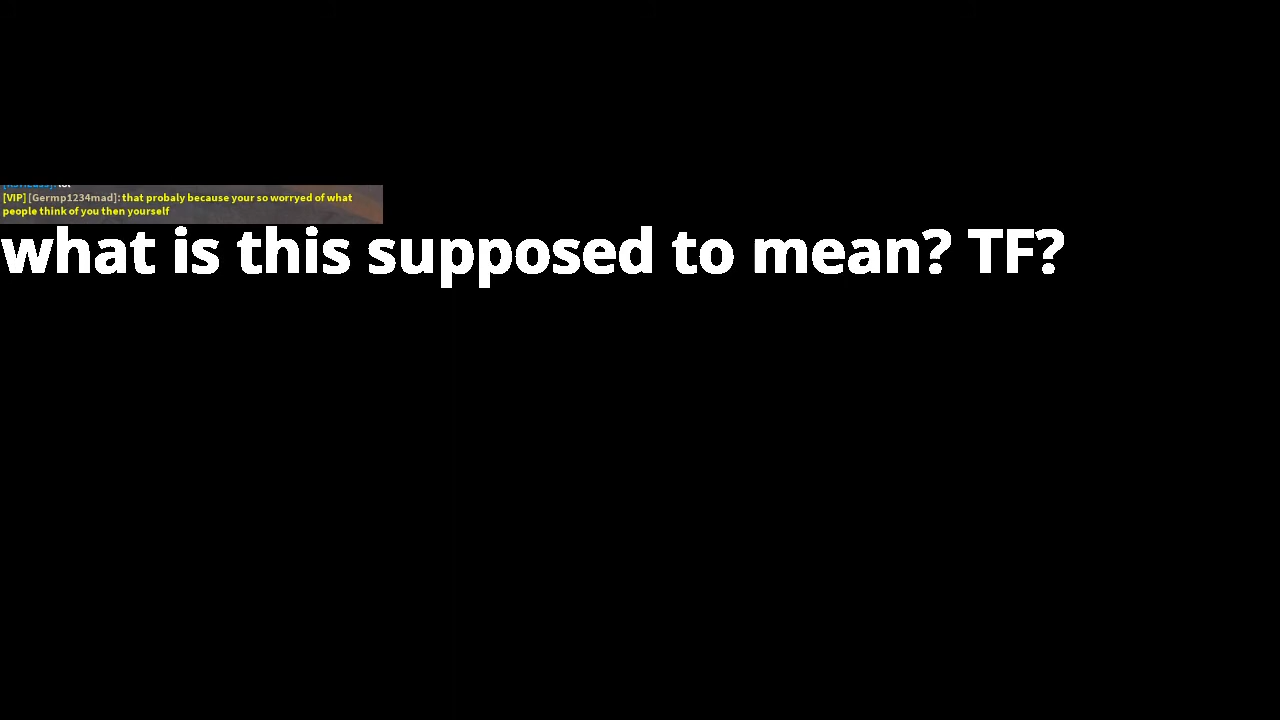 [VIP] [Germp1234mad]: that probaly because your so worryed of what
people think of you then yourself
what is this supposed to mean? TF?